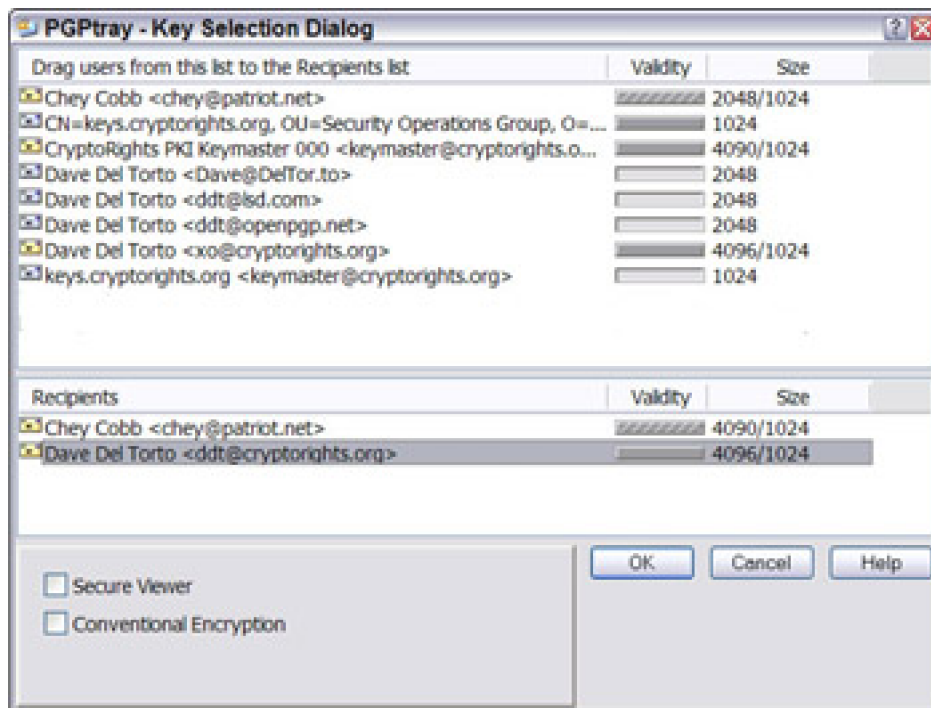 PGPtray - Key Selection Dialog
Drag users from this list to the Recipients list Validity Size
Chey Cobb <chey@patriot.net> 2048/1024
CN=keys.cryptorights.org, OU=Security Operations Group, O=... 1024
CryptoRights PKI Keymaster 000 <keymaster@cryptorights.o... 4090/1024
Dave Del Torto <Dave@DelTor.to> 2048
Dave Del Torto <ddt@lsd.com> 2048
Dave Del Torto <ddt@openpgp.net> 2048
Dave Del Torto <xo@cryptorights.org> 4096/1024
keys.cryptorights.org <keymaster@cryptorights.org> 1024
Recipients Validity Size
Chey Cobb <chey@patriot.net> 4090/1024
Dave Del Torto <ddt@cryptorights.org> 4096/1024
OK Cancel Help
Secure Viewer
Conventional Encryption